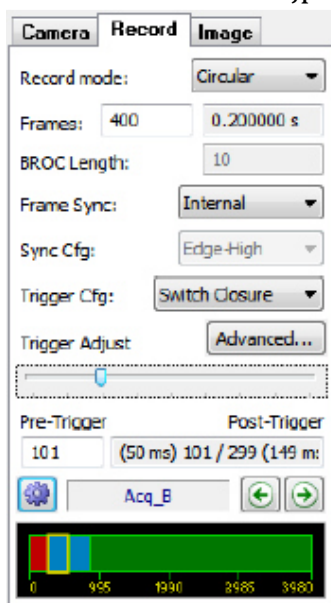 Camera Record Image
Record mode: Circular
Frames: 400 0.200000 s
BROC Length: 10
Frame Sync: Internal
Sync Cfg: Edge-High
Trigger Cfg: Switch Closure
Trigger Adjust Advanced...
Pre-Trigger Post-Trigger
101 (50 ms) 101 / 299 (149 m:
Acq_B
0 995 1990 2985 3980